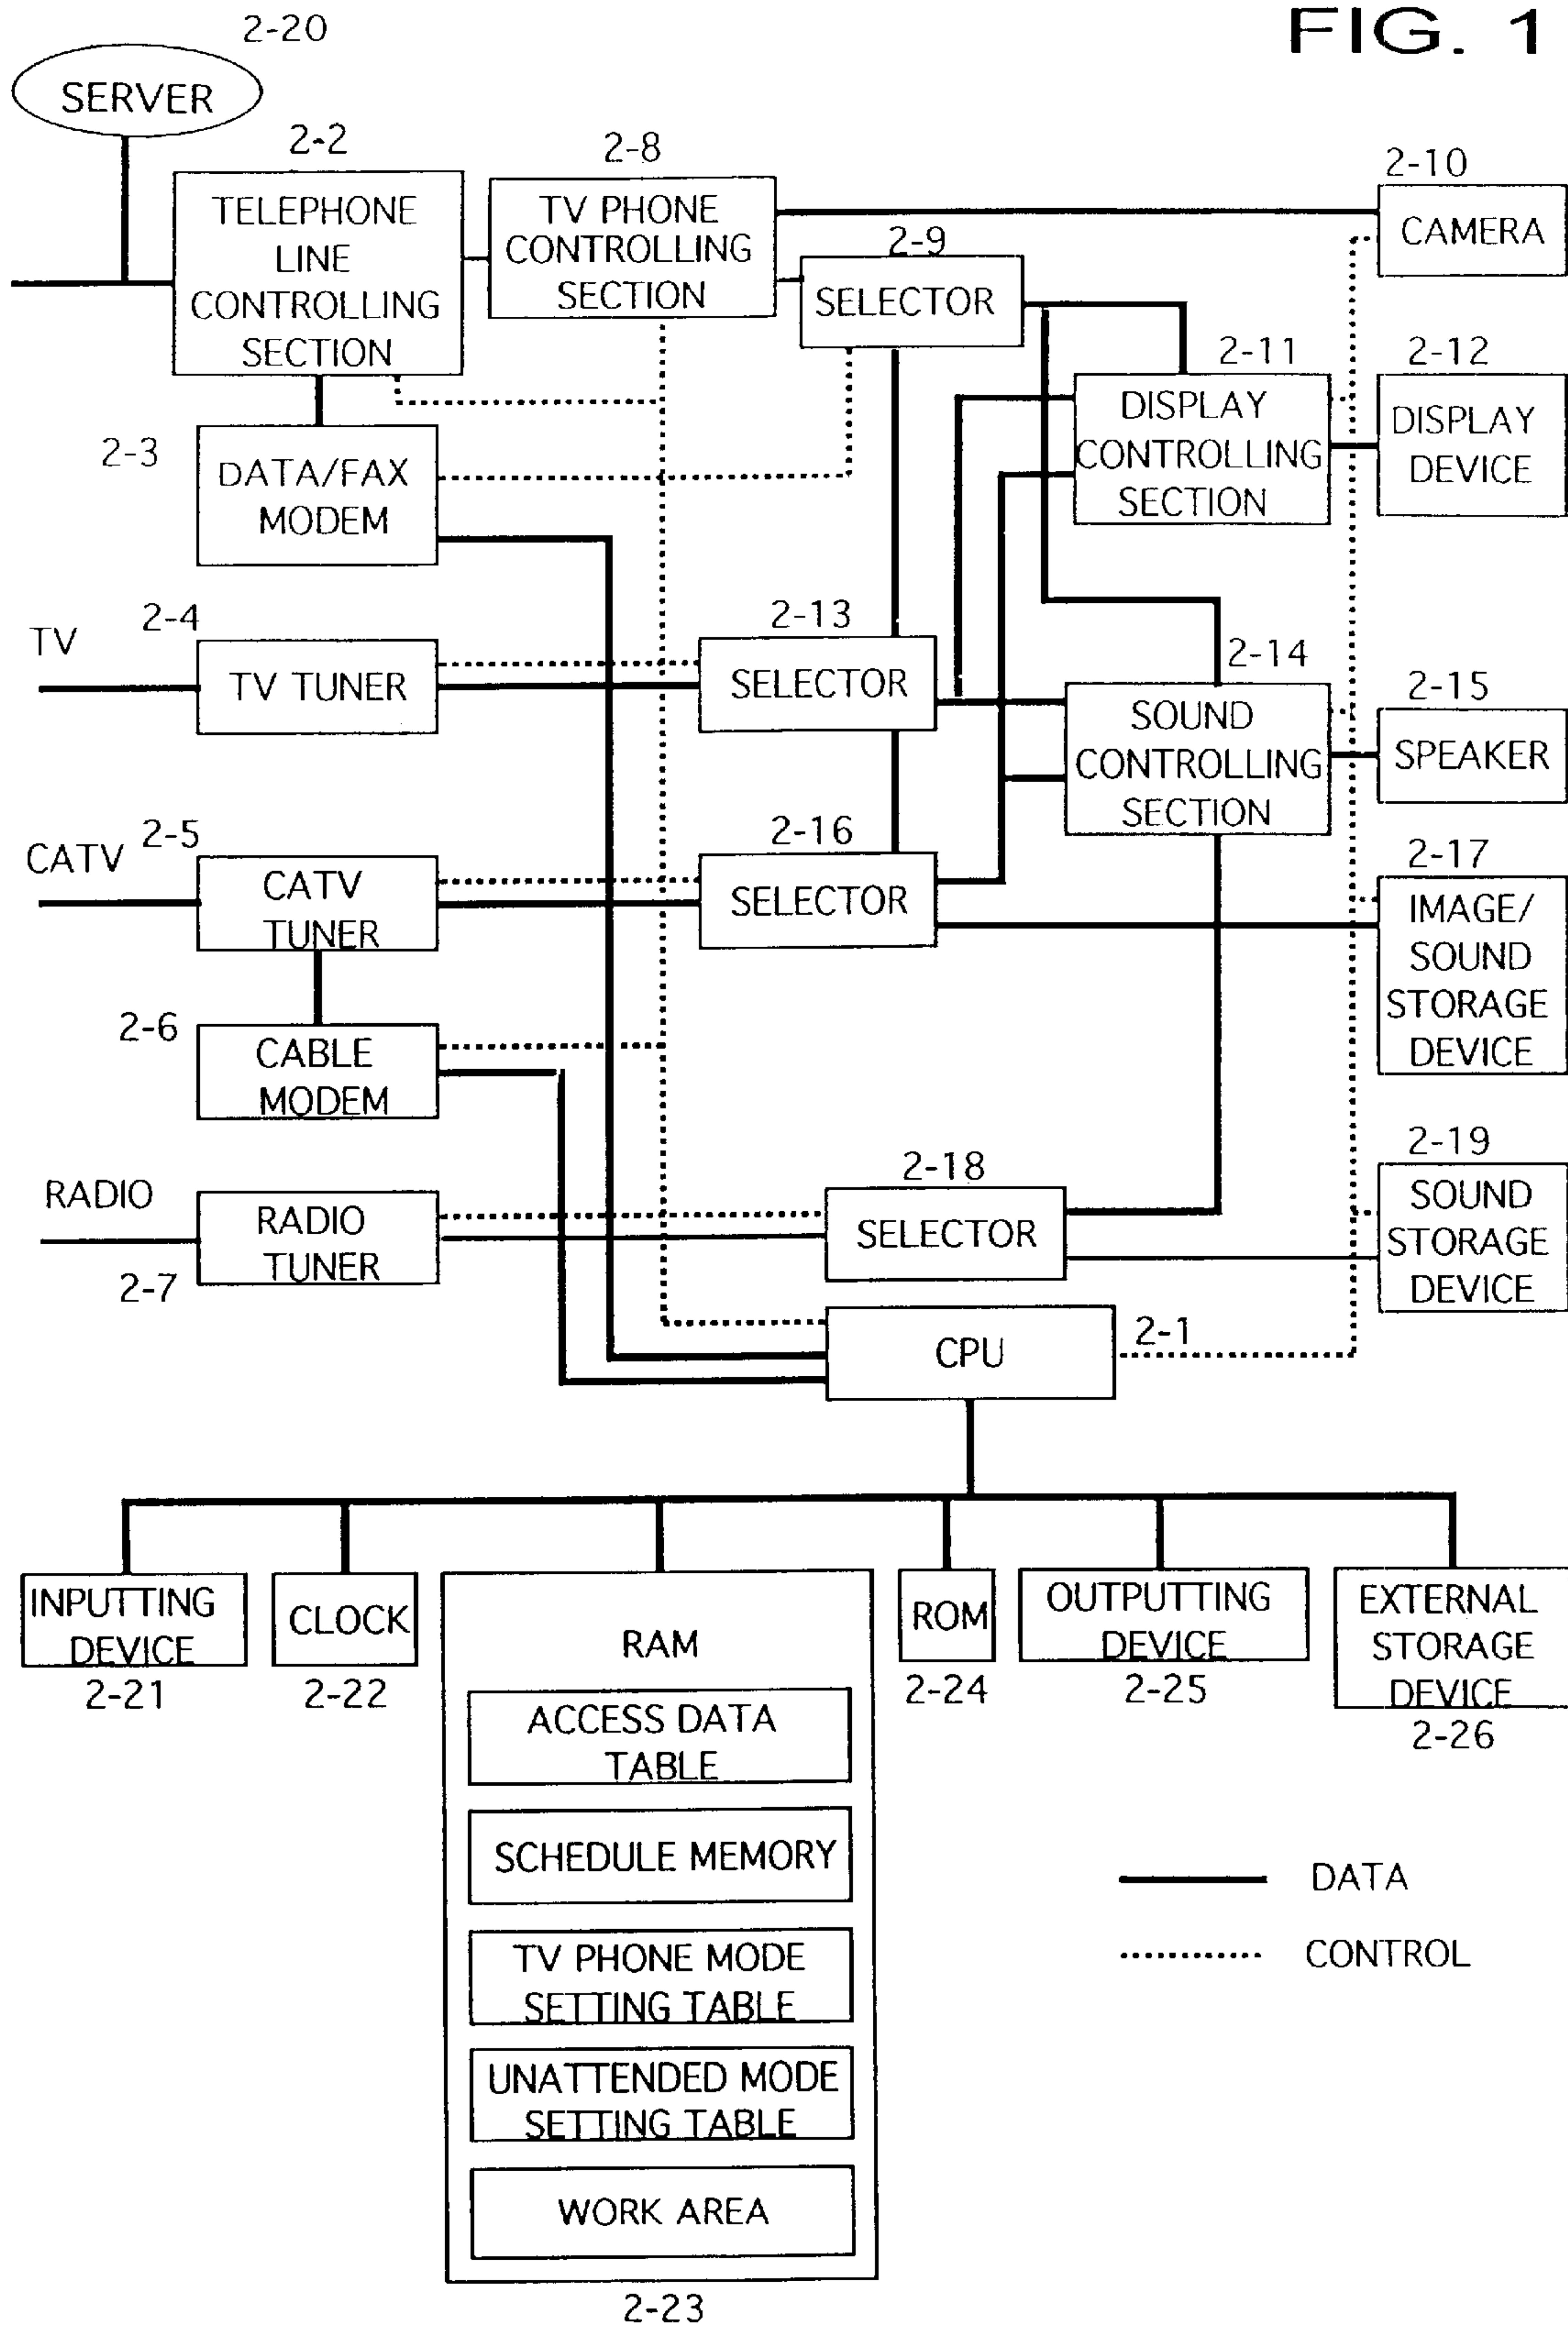 FIG. 1
2-20
SERVER
2-2
TELEPHONE
LINE
CONTROLLING
SECTION
2-8
TV PHONE
CONTROLLING
SECTION
2-9
SELECTOR
2-10
CAMERA
2-11
DISPLAY
CONTROLLING
SECTION
2-12
DISPLAY
DEVICE
2-3
DATA/FAX
MODEM
TV
2-4
TV TUNER
2-13
SELECTOR
2-14
SOUND
CONTROLLING
SECTION
2-15
SPEAKER
CATV
2-5
CATV
TUNER
2-16
SELECTOR
2-17
IMAGE/
SOUND
STORAGE
DEVICE
2-6
CABLE
MODEM
RADIO
2-7
RADIO
TUNER
2-18
SELECTOR
2-19
SOUND
STORAGE
DEVICE
CPU
2-1
INPUTTING
DEVICE
2-21
CLOCK
2-22
RAM
ACCESS DATA
TABLE
SCHEDULE MEMORY
TV PHONE MODE
SETTING TABLE
UNATTENDED MODE
SETTING TABLE
WORK AREA
2-23
ROM
2-24
OUTPUTTING
DEVICE
2-25
EXTERNAL
STORAGE
DEVICE
2-26
DATA
CONTROL